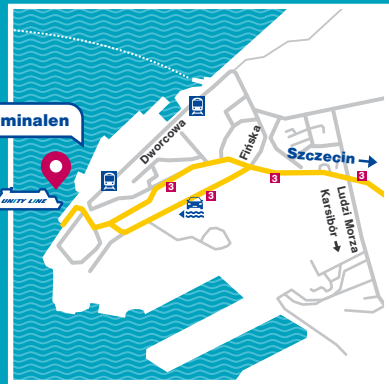 minalen
Dworcowa
Fińska
Szczecin
3
3
3
3
UNITY LINE
Ludzi Morza
Karsibór